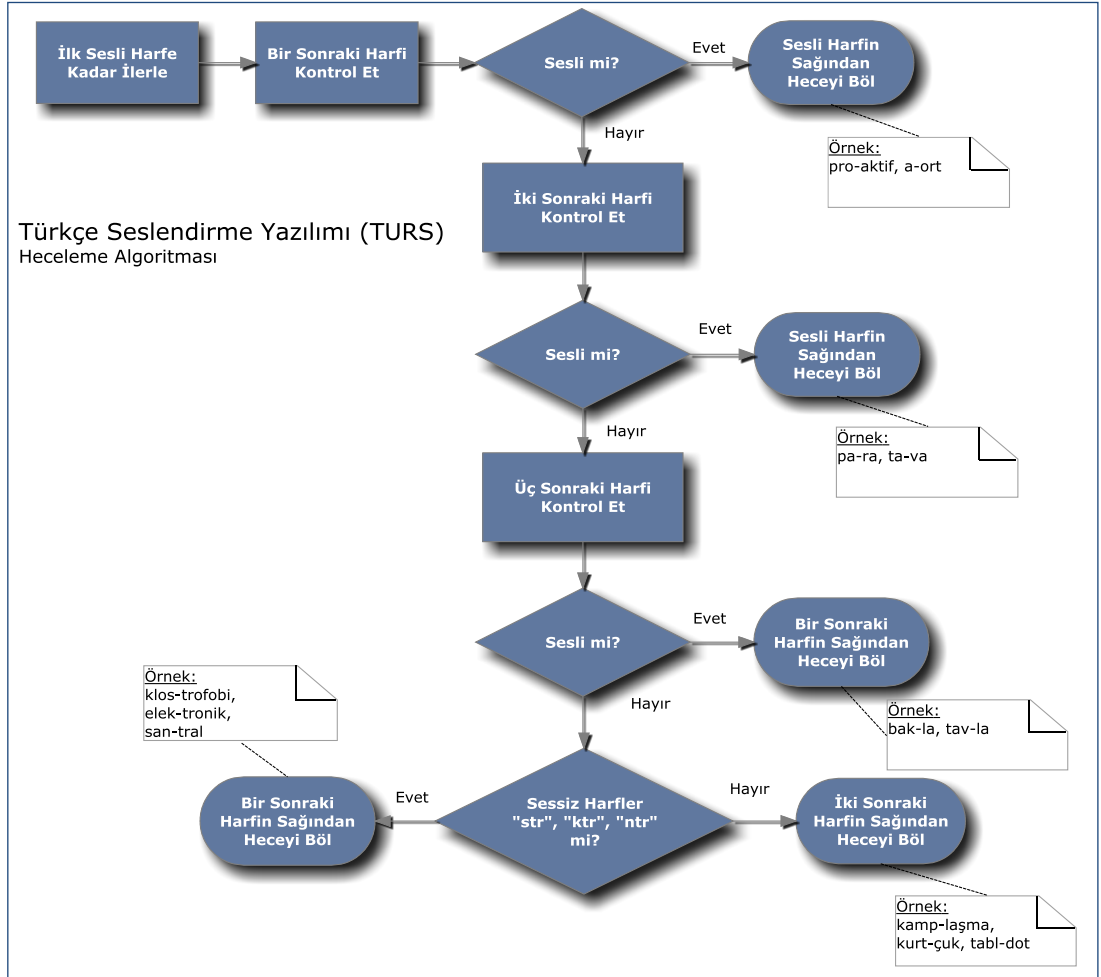 İlk Sesli Harfe
Kadar İlerle
Bir Sonraki Harfi
Kontrol Et
Sesli mi?
Evet
Sesli Harfin
Sağından
Heceyi Böl
Örnek:
pro-aktif, a-ort
Hayır
İki Sonraki Harfi
Kontrol Et
Türkçe Seslendirme Yazılımı (TURS)
Heceleme Algoritması
Sesli mi?
Evet
Sesli Harfin
Sağından
Heceyi Böl
Örnek:
pa-ra, ta-va
Hayır
Üç Sonraki Harfi
Kontrol Et
Sesli mi?
Evet
Bir Sonraki
Harfin Sağından
Heceyi Böl
Örnek:
bak-la, tav-la
Hayır
Örnek:
klos-trofobi,
elek-tronik,
san-tral
Bir Sonraki
Harfin Sağından
Heceyi Böl
Evet
Sessiz Harfler
"str", "ktr", "ntr"
mi?
Hayır
İki Sonraki
Harfin Sağından
Heceyi Böl
Örnek:
kamp-laşma,
kurt-çuk, tabl-dot